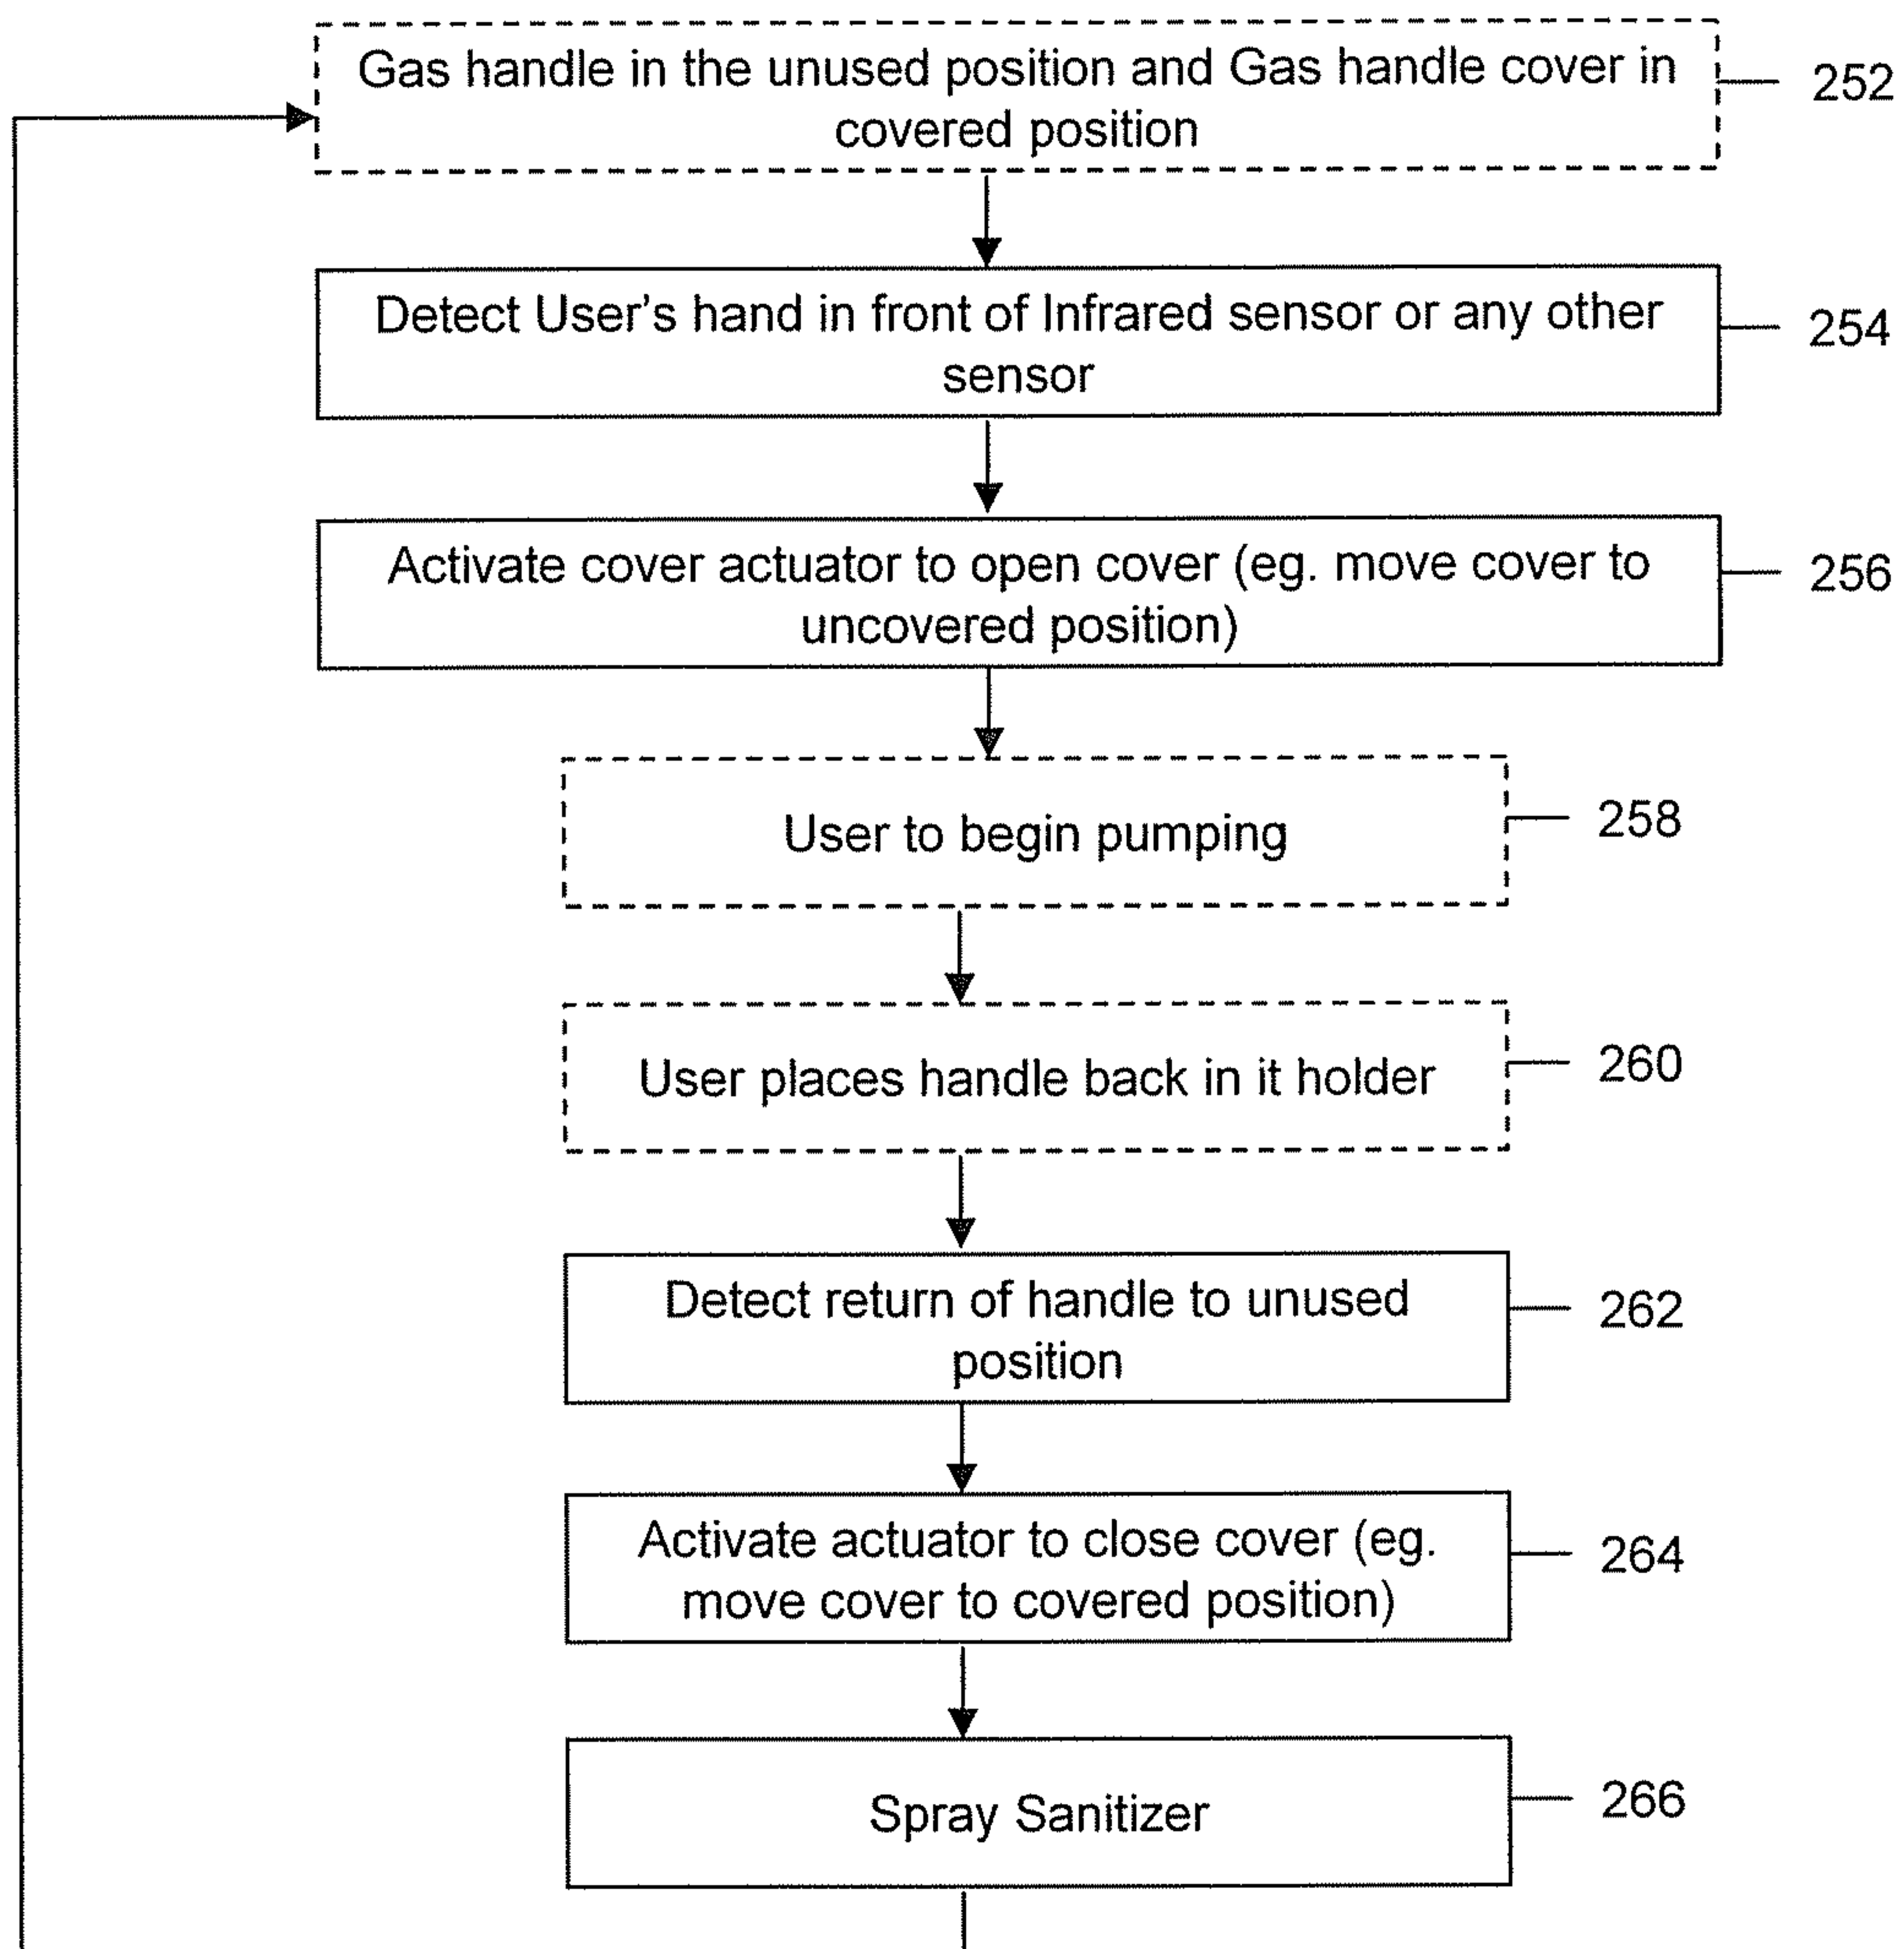 Gas handle in the unused position and Gas handle cover in
covered position
252
Detect User's hand in front of Infrared sensor or any other
sensor
254
Activate cover actuator to open cover (eg. move cover to
uncovered position)
256
User to begin pumping
258
User places handle back in it holder
260
Detect return of handle to unused
position
262
Activate actuator to close cover (eg.
move cover to covered position)
264
Spray Sanitizer
266